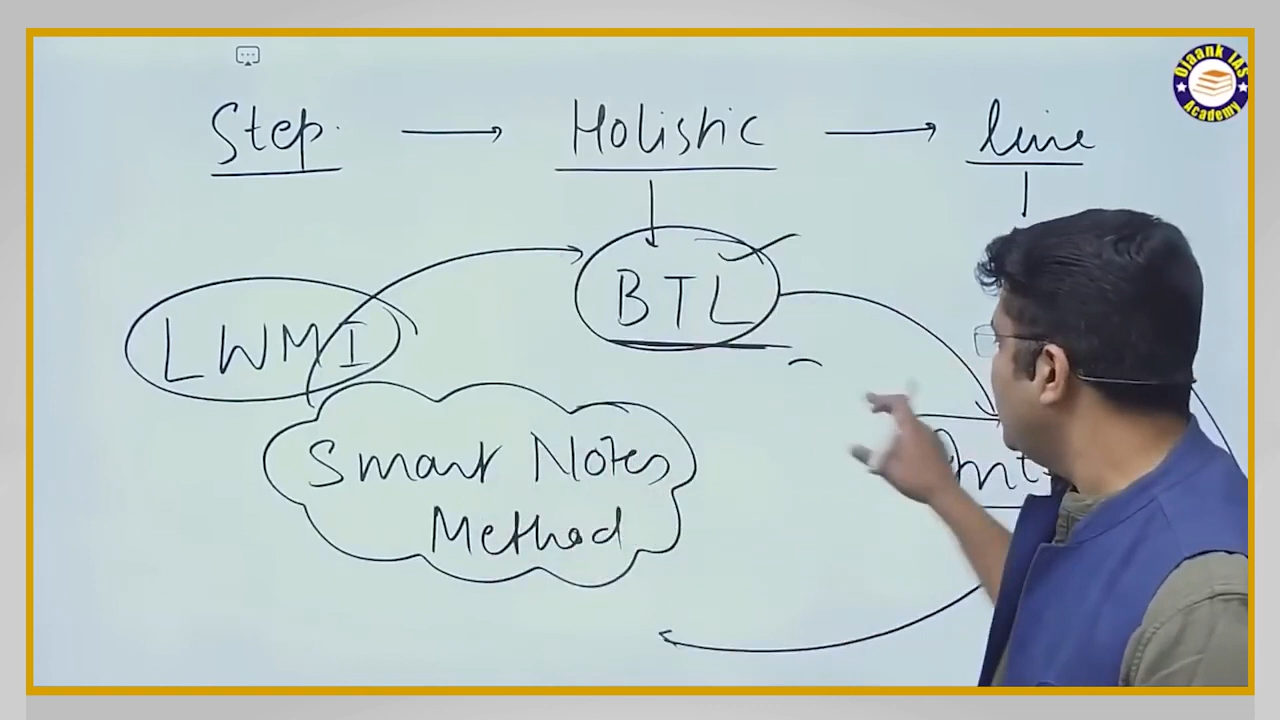 Step → Holistic → line
Ojaank IAS Academy
BTL
LWMI
Smart Notes
Method